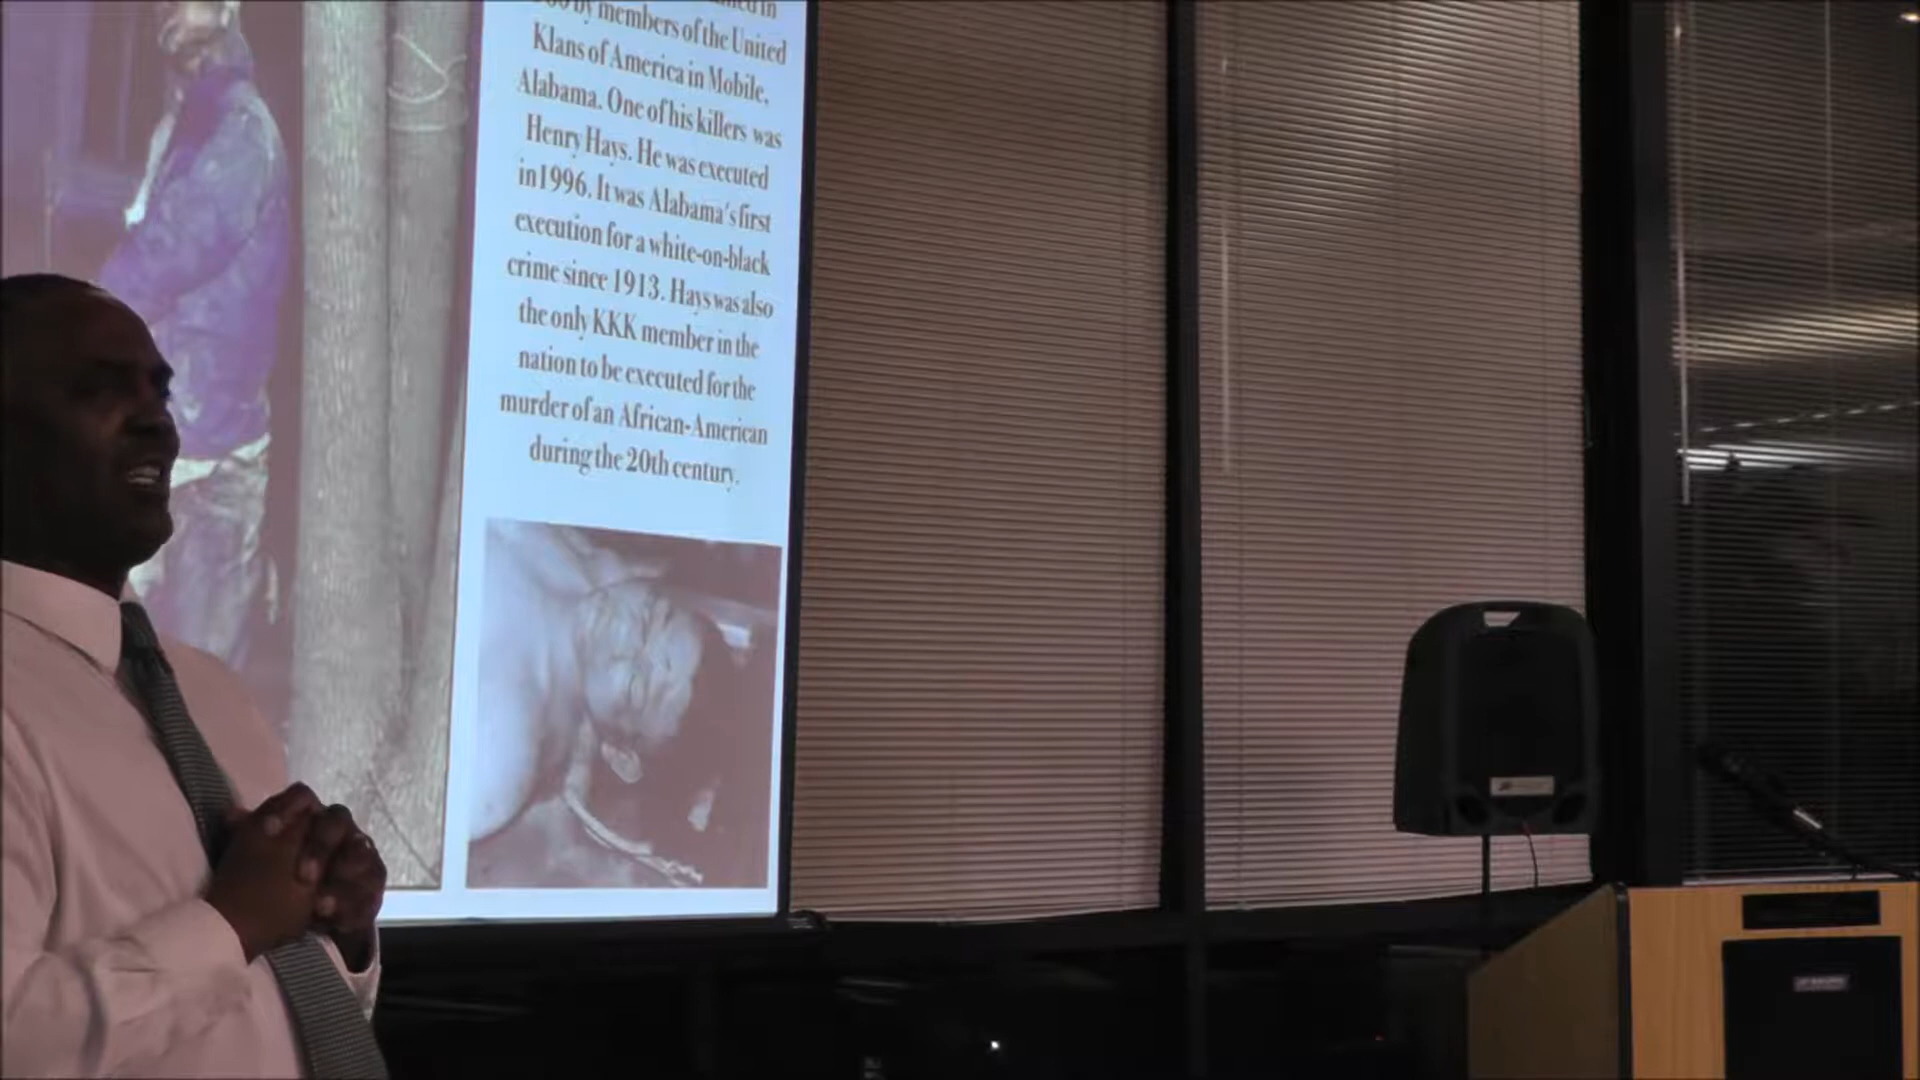 by members of the United
Klans of America in Mobile,
Alabama. One of his killers was
Henry Hays. He was executed
in1996. It was Alabama's first
execution for a white-on-black
crime since 1913. Hays was also
the only KKK member in the
nation to be executed for the
murder of an African-American
during the 20th century.